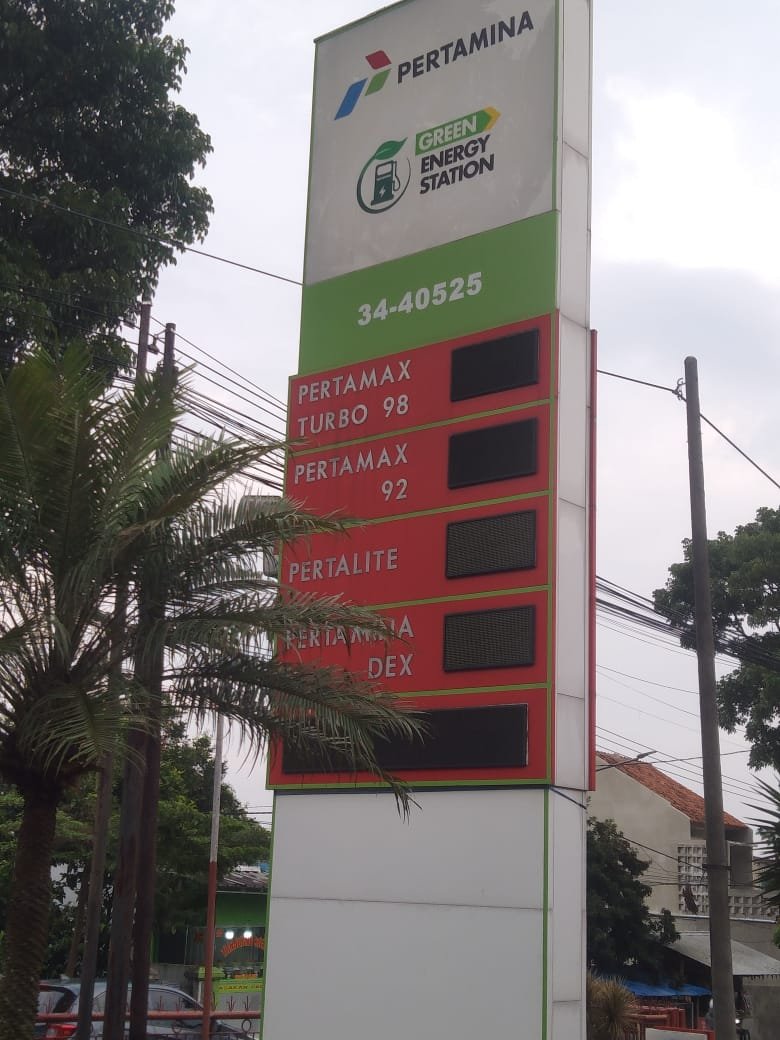 PERTAMINA
GREEN
ENERGY
STATION
34-40525
PERTAMAX
TURBO 98
PERTAMAX
92
PERTALITE
PERTAMINA
DEX